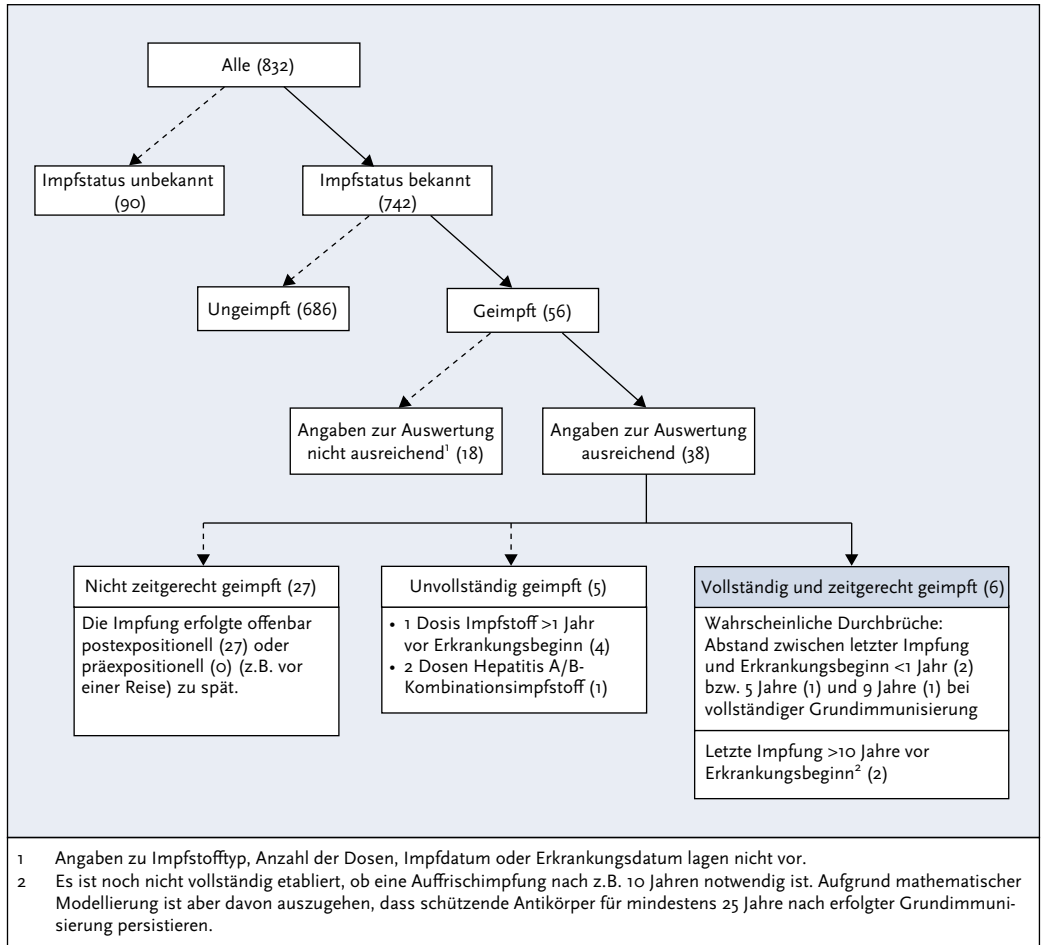 Alle (832)
Impfstatus unbekannt
(90)
Impfstatus bekannt
(742)
Ungeimpft (686)
Geimpft (56)
Angaben zur Auswertung
nicht ausreichend¹ (18)
Angaben zur Auswertung
ausreichend (38)
Nicht zeitgerecht geimpft (27)
Die Impfung erfolgte offenbar
postexpositionell (27) oder
präexpositionell (0) (z.B. vor
einer Reise) zu spät.
Unvollständig geimpft (5)
• 1 Dosis Impfstoff >1 Jahr
vor Erkrankungsbeginn (4)
• 2 Dosen Hepatitis A/B-
Kombinationsimpfstoff (1)
Vollständig und zeitgerecht geimpft (6)
Wahrscheinliche Durchbrüche:
Abstand zwischen letzter Impfung
und Erkrankungsbeginn <1 Jahr (2)
bzw. 5 Jahre (1) und 9 Jahre (1) bei
vollständiger Grundimmunisierung
Letzte Impfung >10 Jahre vor
Erkrankungsbeginn² (2)
1 Angaben zu Impfstofftyp, Anzahl der Dosen, Impfdatum oder Erkrankungsdatum lagen nicht vor.
2 Es ist noch nicht vollständig etabliert, ob eine Auffrischimpfung nach z.B. 10 Jahren notwendig ist. Aufgrund mathematischer
Modellierung ist aber davon auszugehen, dass schützende Antikörper für mindestens 25 Jahre nach erfolgter Grundimmuni-
sierung persistieren.